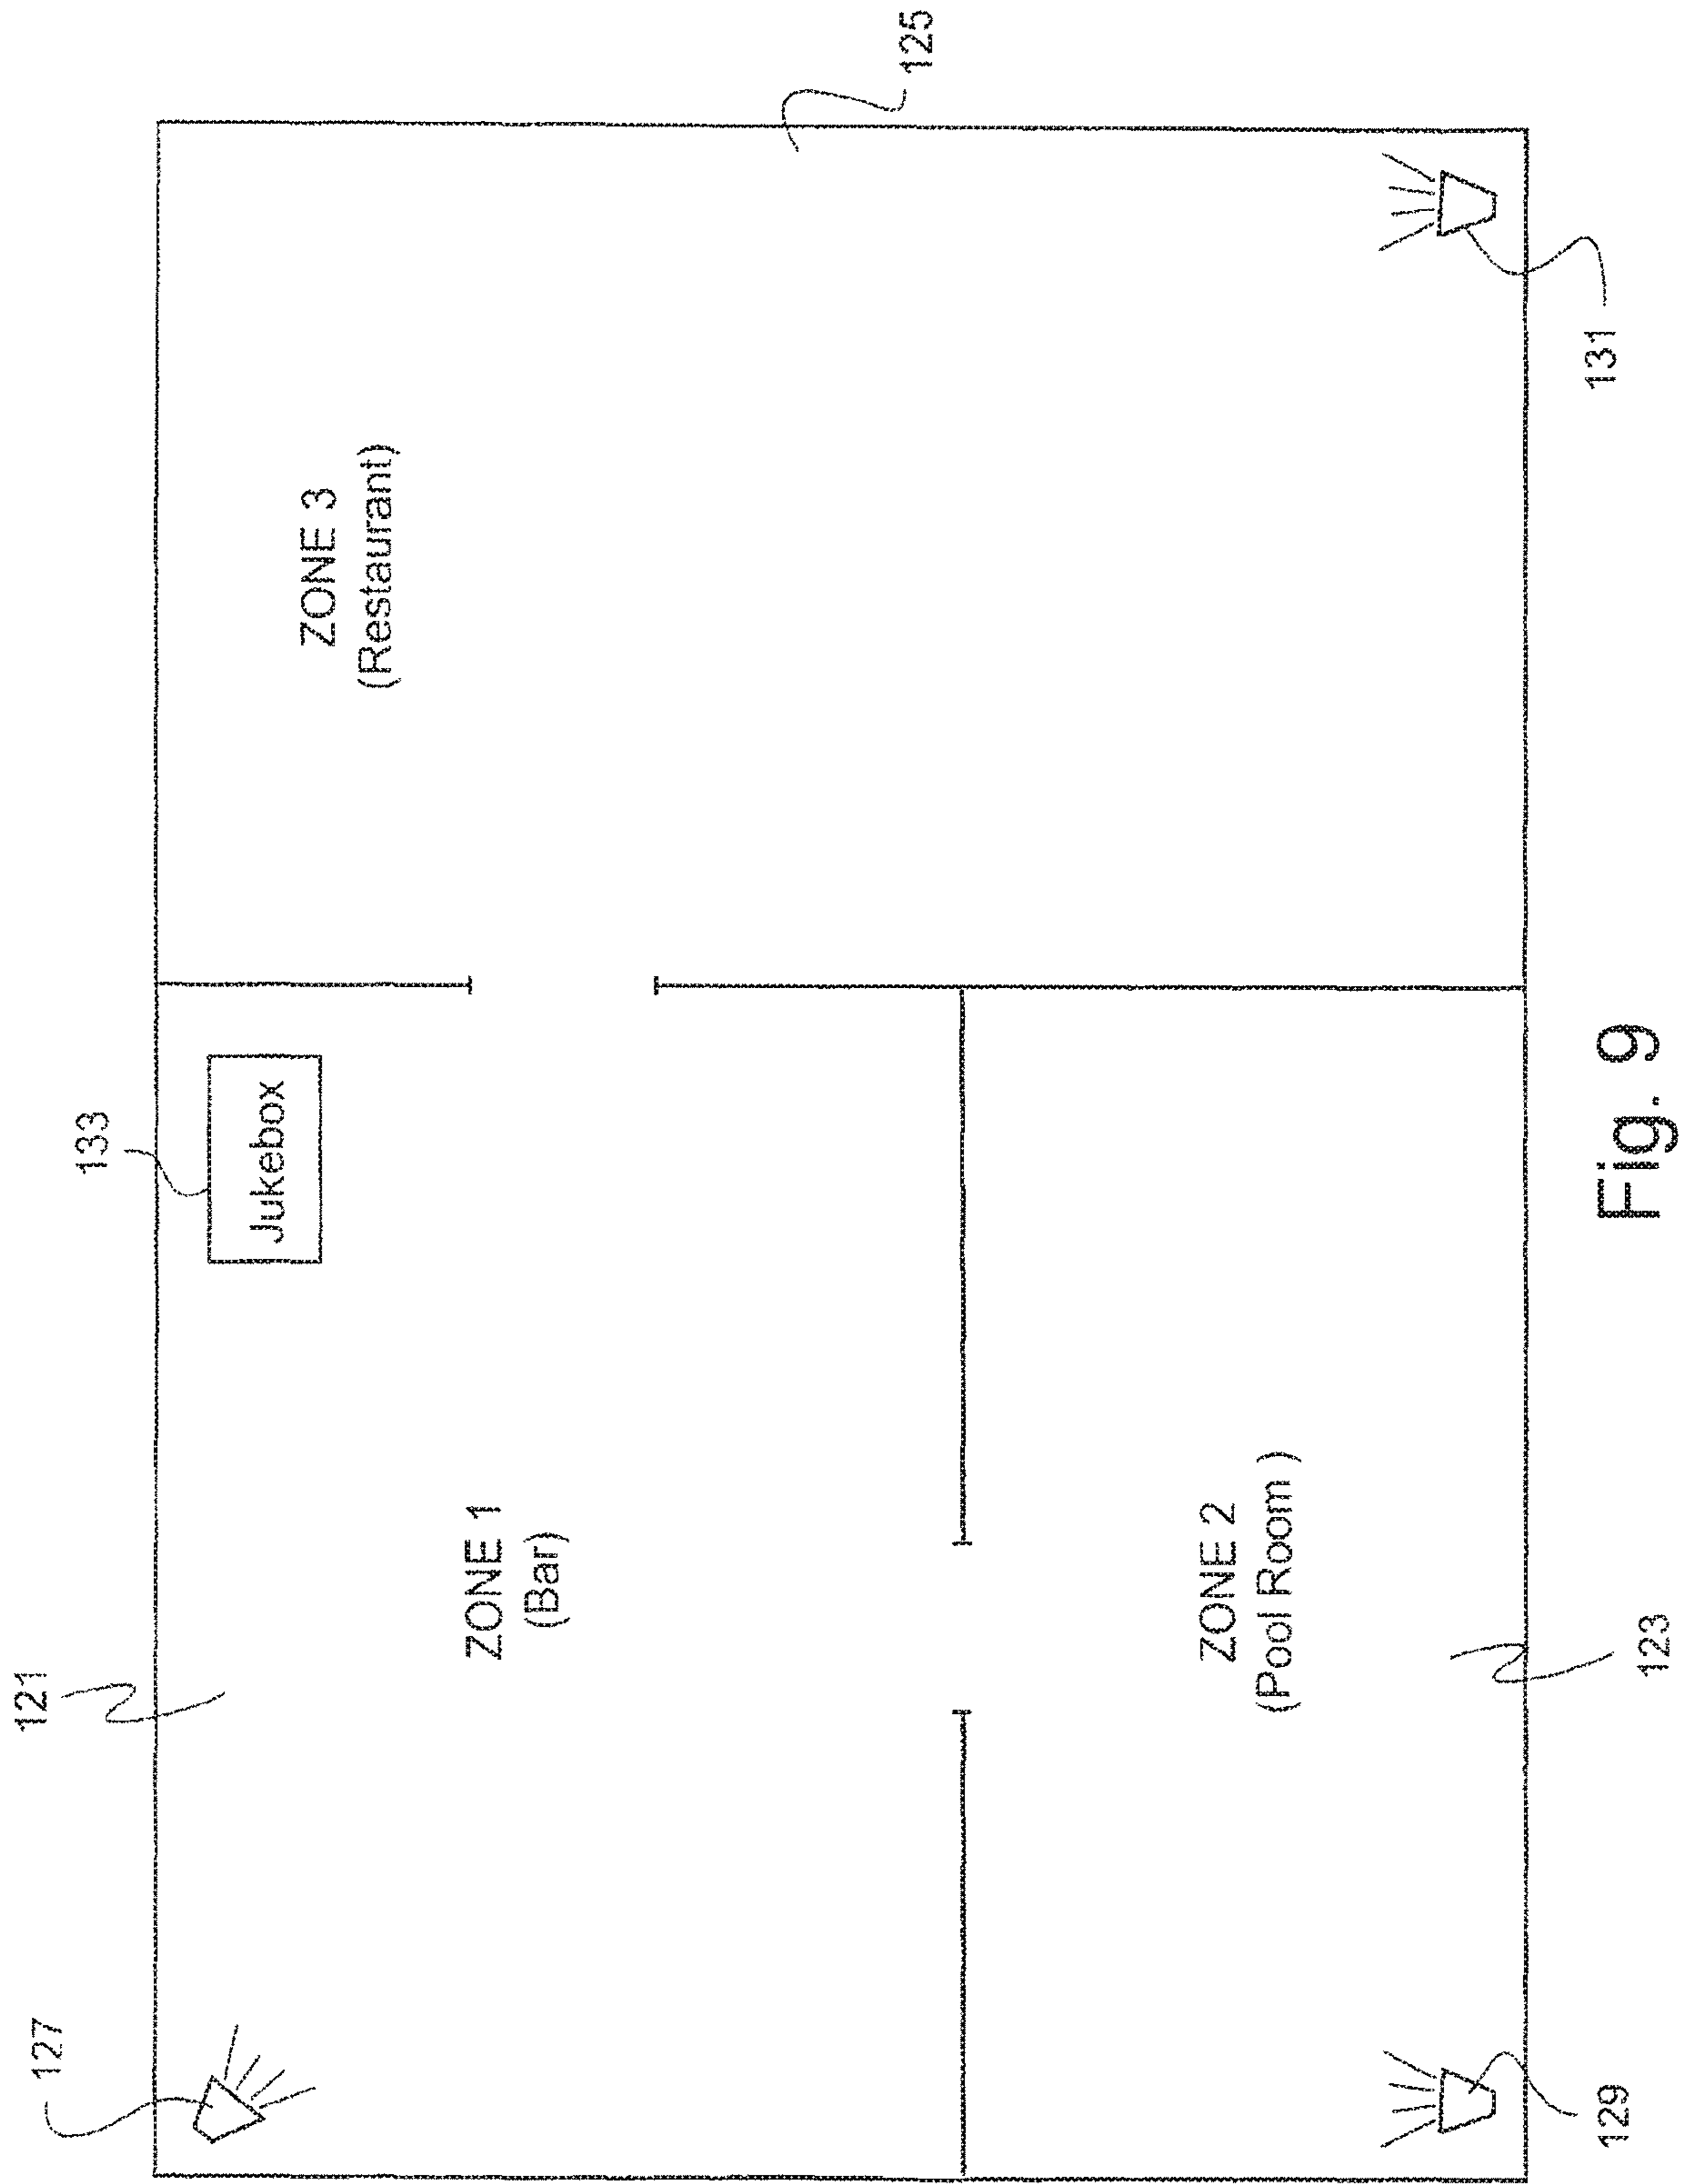 121
127
133
Jukebox
ZONE 1
(Bar)
ZONE 3
(Restaurant)
125
ZONE 2
(Pool Room )
129
123
131
Fig. 9